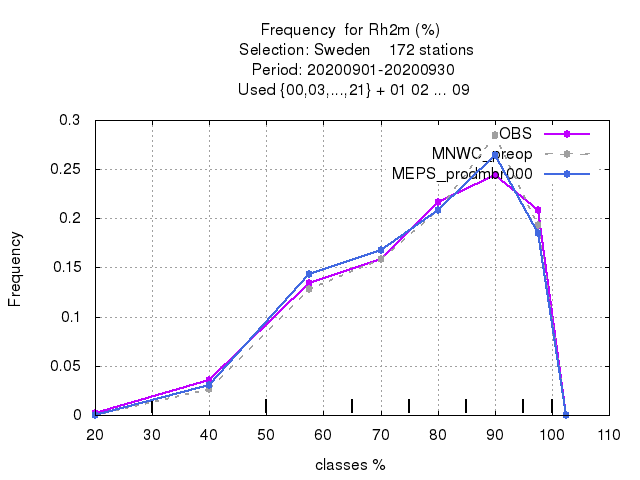 Frequency for Rh2m (%)
Selection: Sweden 172 stations
Period: 20200901-20200930
Used {00,03,...,21} + 01 02 ... 09
OBS
MNWC_preop
MEPS_prodmbr000
0.3
0.25
0.2
0.15
0.1
0.05
0
Frequency
20 30 40 50 60 70 80 90 100 110
classes %